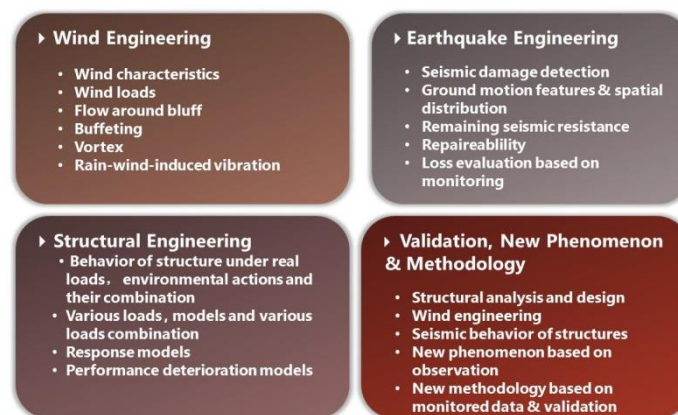 ▸ Wind Engineering
• Wind characteristics
• Wind loads
• Flow around bluff
• Buffeting
• Vortex
• Rain-wind-induced vibration
▸ Earthquake Engineering
• Seismic damage detection
• Ground motion features & spatial
distribution
• Remaining seismic resistance
• Repaireablility
• Loss evaluation based on
monitoring
▸ Structural Engineering
• Behavior of structure under real
loads， environmental actions and
their combination
• Various loads, models and various
loads combination
• Response models
• Performance deterioration models
▸ Validation, New Phenomenon
& Methodology
• Structural analysis and design
• Wind engineering
• Seismic behavior of structures
• New phenomenon based on
observation
• New methodology based on
monitored data & validation